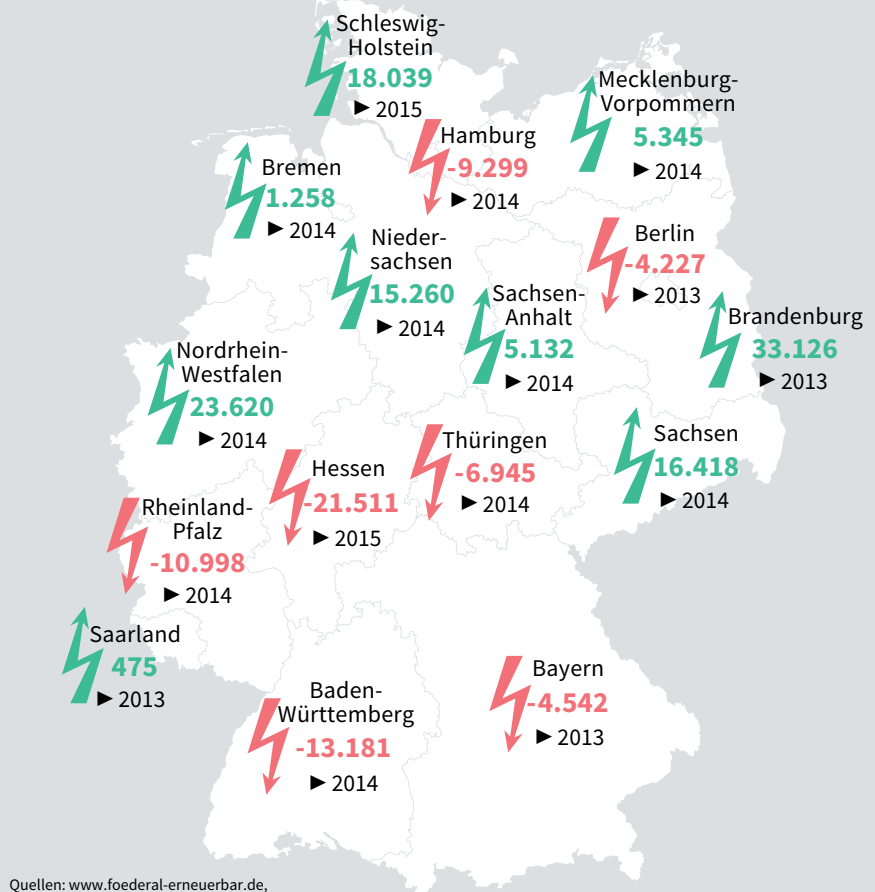 Schleswig-
Holstein
18.039
► 2015
Mecklenburg-
Vorpommern
5.345
► 2014
Hamburg
-9.299
► 2014
Bremen
1.258
► 2014
Nieder-
sachsen
15.260
► 2014
Berlin
-4.227
► 2013
Sachsen-
Anhalt
5.132
► 2014
Brandenburg
33.126
► 2013
Nordrhein-
Westfalen
23.620
► 2014
Hessen
-21.511
► 2015
Thüringen
-6.945
► 2014
Sachsen
16.418
► 2014
Rheinland-
Pfalz
-10.998
► 2014
Saarland
475
► 2013
Baden-
Württemberg
-13.181
► 2014
Bayern
-4.542
► 2013
Quellen: www.foederal-erneuerbar.de,